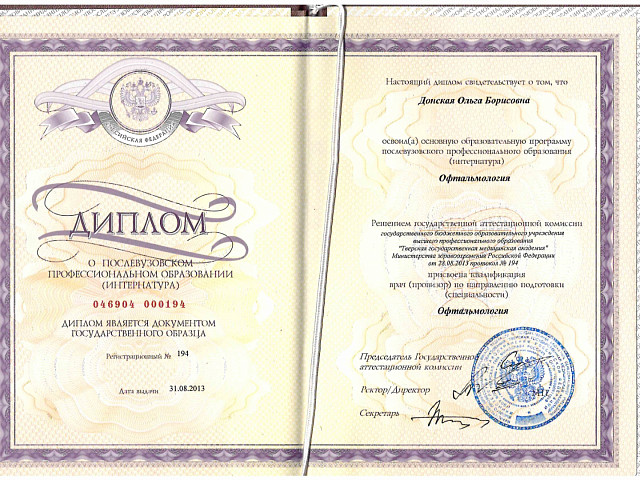 РОССИЙСКАЯ ФЕДЕРАЦИЯ
ДИПЛОМ
О ПОСЛЕВУЗОВСКОМ
ПРОФЕССИОНАЛЬНОМ ОБРАЗОВАНИИ
(ИНТЕРНАТУРА)
046904 000194
ДИПЛОМ ЯВЛЯЕТСЯ ДОКУМЕНТОМ
ГОСУДАРСТВЕННОГО ОБРАЗЦА
Регистрационный № 194
Дата выдачи 31.08.2013
Настоящий диплом свидетельствует о том, что
Донская Ольга Борисовна
освоил(а) основную образовательную программу
послевузовского профессионального образования
(интернатура)
Офтальмология
Решением государственной аттестационной комиссии
государственного бюджетного образовательного учреждения
высшего профессионального образования
"Тверская государственная медицинская академия"
Министерства здравоохранения Российской Федерации
от 28.08.2013 протокол № 194
присвоена квалификация
врач (провизор) по направлению подготовки
(специальности)
Офтальмология
Председатель Государственной
аттестационной комиссии
Ректор/Директор
Секретарь